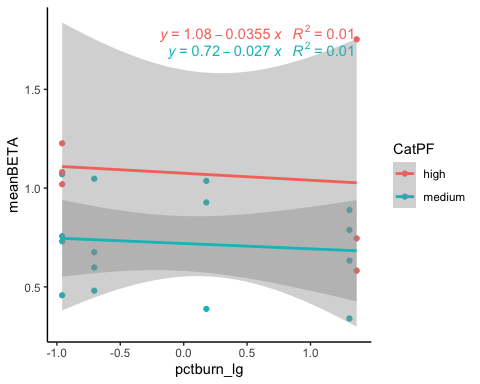 y = 1.08 − 0.0355 x   R² = 0.01
y = 0.72 − 0.027 x   R² = 0.01
1.5
1.0
0.5
meanBETA
-1.0 -0.5 0.0 0.5 1.0
pctburn_lg
CatPF
high
medium